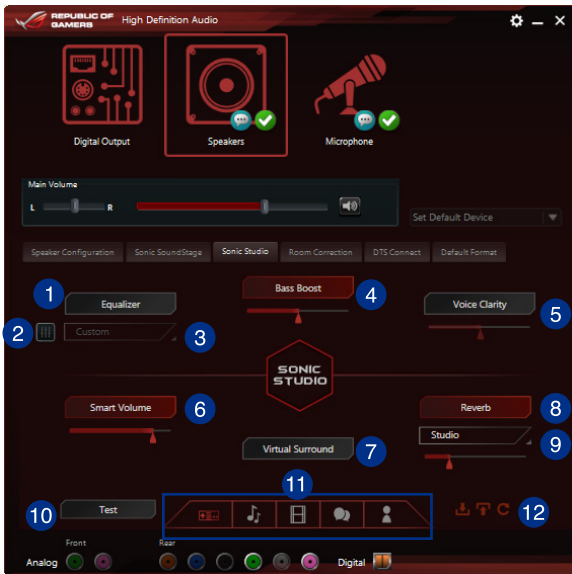 REPUBLIC OF
GAMERS
High Definition Audio
Digital Output
Speakers
Microphone
Main Volume
L
R
Set Default Device
Speaker Configuration
Sonic SoundStage
Sonic Studio
Room Correction
DTS Connect
Default Format
1
Equalizer
Bass Boost
4
Voice Clarity
5
2
Custom
3
SONIC
STUDIO
Smart Volume
6
Reverb
8
Virtual Surround
7
Studio
9
11
10
Test
12
Front
Rear
Analog
Digital